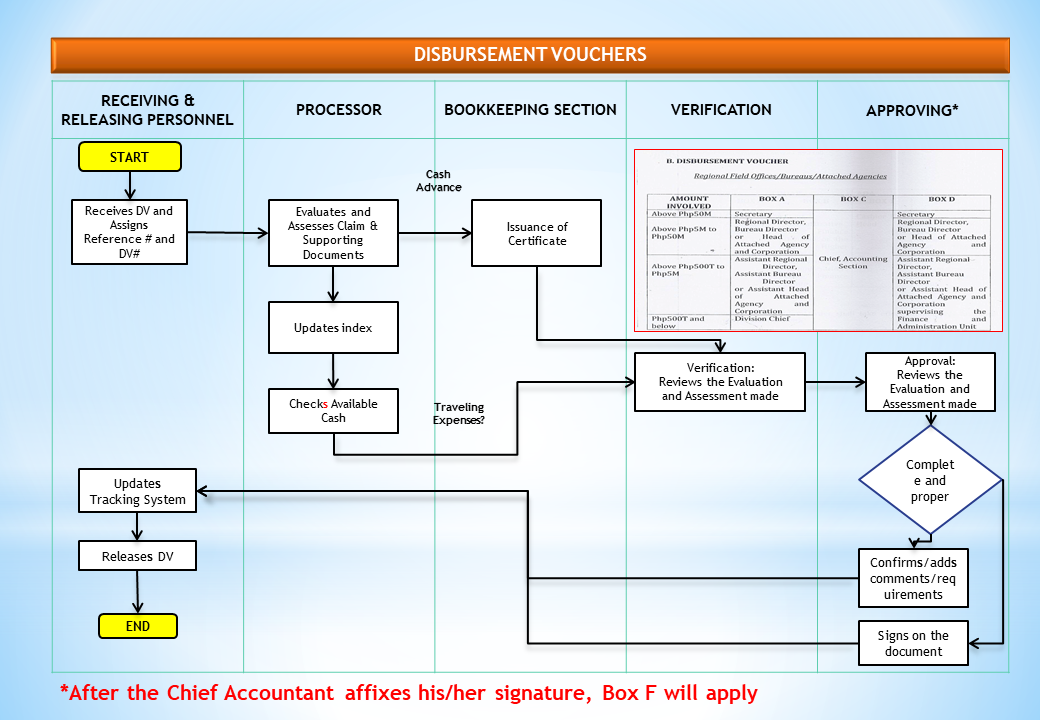 DISBURSEMENT VOUCHERS
RECEIVING &
RELEASING PERSONNEL
PROCESSOR
BOOKKEEPING SECTION
VERIFICATION
APPROVING*
START
Receives DV and
Assigns
Reference # and
DV#
Evaluates and
Assesses Claim &
Supporting
Documents
Cash
Advance
Issuance of
Certificate
B. DISBURSEMENT VOUCHER
Regional Field Offices/Bureaus/Attached Agencies
AMOUNT
INVOLVED
BOX A
BOX C
BOX D
Above Php50M
Secretary
Secretary
Above Php5M to
Php50M
Regional Director,
Bureau Director
or Head of
Attached Agency
and Corporation
Regional Director,
Bureau Director
or Head of Attached
Agency and
Corporation
Chief, Accounting
Section
Above Php500T to
Php5M
Assistant Regional
Director,
Assistant Bureau
Director
or Assistant Head
of Attached
Agency and
Corporation
Assistant Regional
Director,
Assistant Bureau
Director
or Assistant Head of
Attached Agency and
Corporation
supervising the
Finance and
Administration Unit
Php500T and
below
Division Chief
Updates index
Checks Available
Cash
Traveling
Expenses?
Verification:
Reviews the Evaluation
and Assessment made
Approval:
Reviews the
Evaluation and
Assessment made
Complet
e and
proper
Updates
Tracking System
Releases DV
END
Confirms/adds
comments/req
uirements
Signs on the
document
*After the Chief Accountant affixes his/her signature, Box F will apply